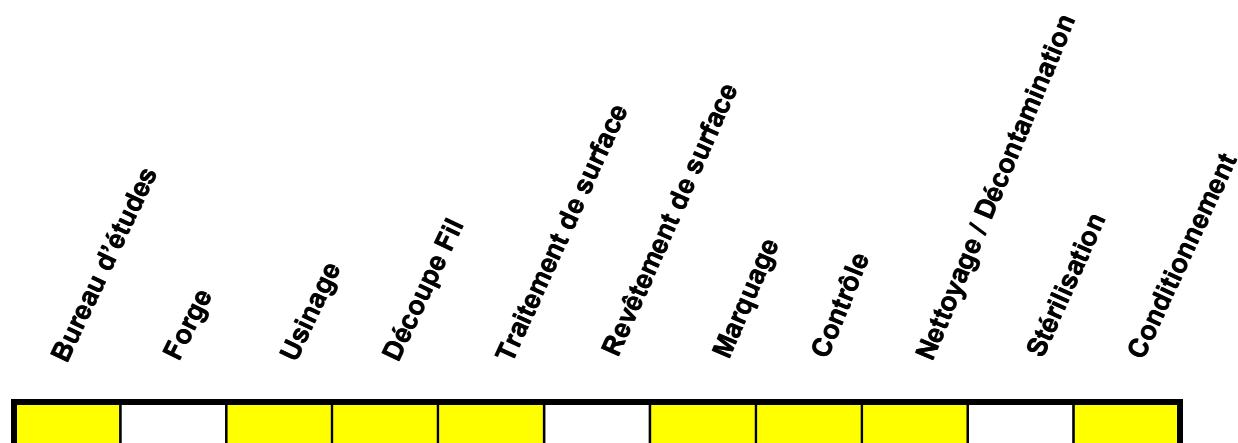 Bureau d'études
Forge
Usinage
Découpe Fil
Traitement de surface
Revêtement de surface
Marquage
Contrôle
Nettoyage / Décontamination
Stérilisation
Conditionnement